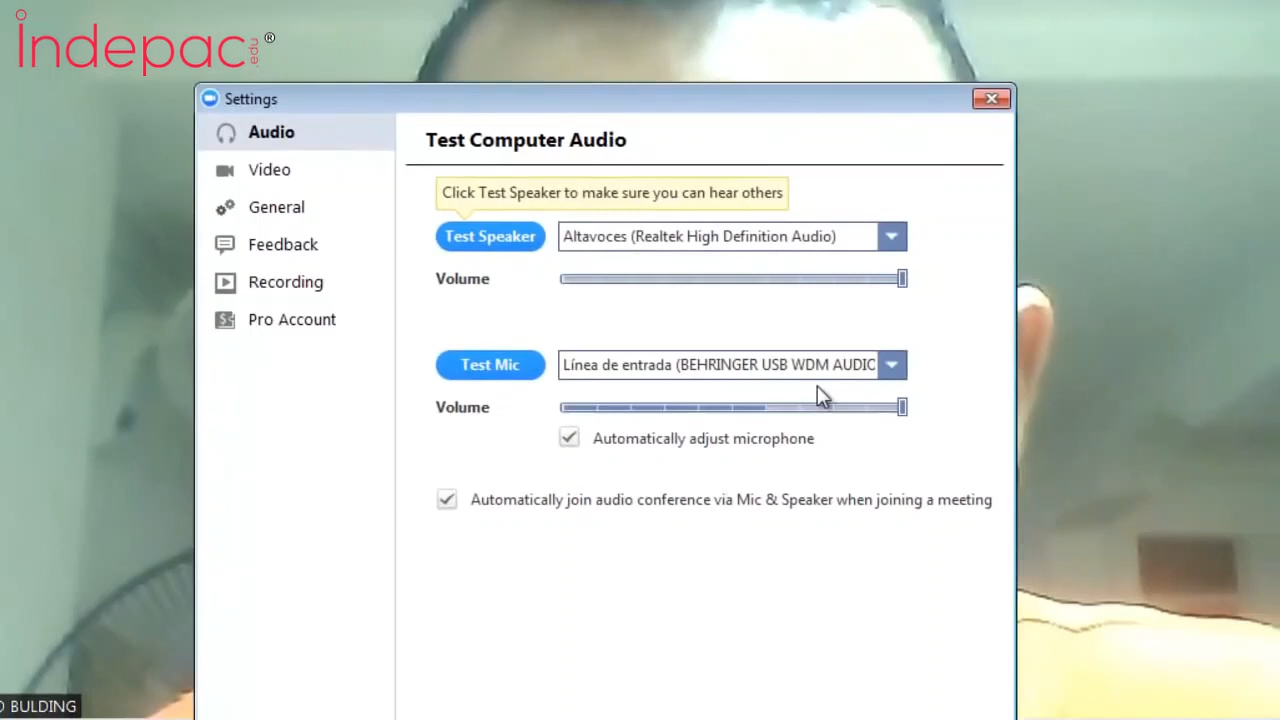 indepac.edu®
Settings
Audio
Video
General
Feedback
Recording
Pro Account
Test Computer Audio
Click Test Speaker to make sure you can hear others
Test Speaker
Altavoces (Realtek High Definition Audio)
Volume
Test Mic
Línea de entrada (BEHRINGER USB WDM AUDIO
Volume
Automatically adjust microphone
Automatically join audio conference via Mic & Speaker when joining a meeting
BULDING